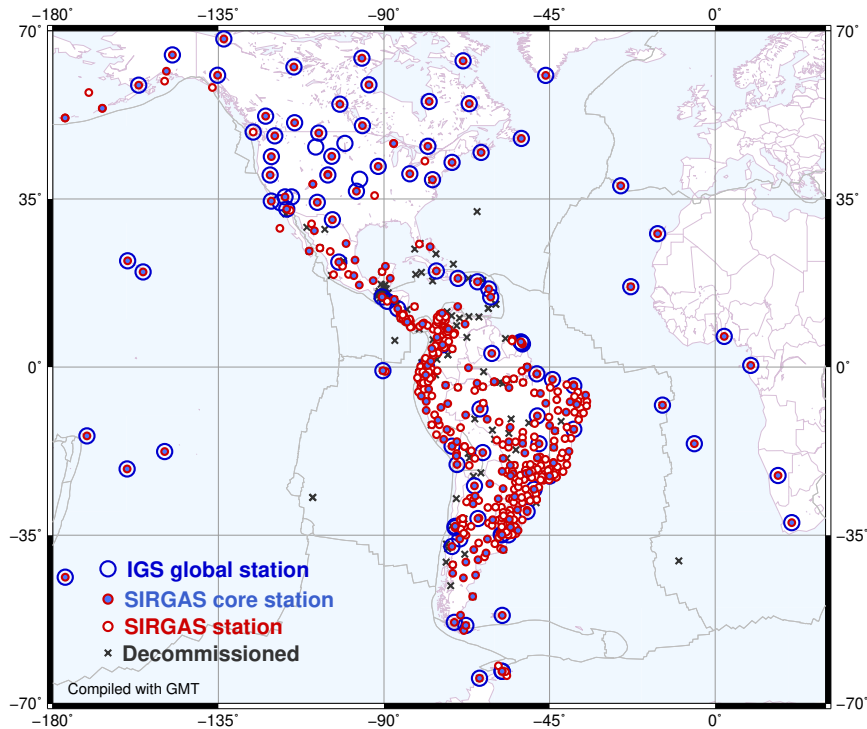 −180° −135° −90° −45° 0°
70° 70°
35° 35°
0° 0°
−35° −35°
IGS global station
SIRGAS core station
SIRGAS station
Decommissioned
Compiled with GMT
−70° −70°
−180° −135° −90° −45° 0°